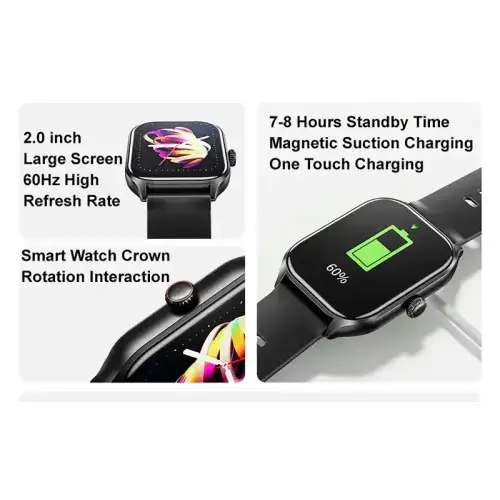 2.0 inch
Large Screen
60Hz High
Refresh Rate
7-8 Hours Standby Time
Magnetic Suction Charging
One Touch Charging
60%
Smart Watch Crown
Rotation Interaction